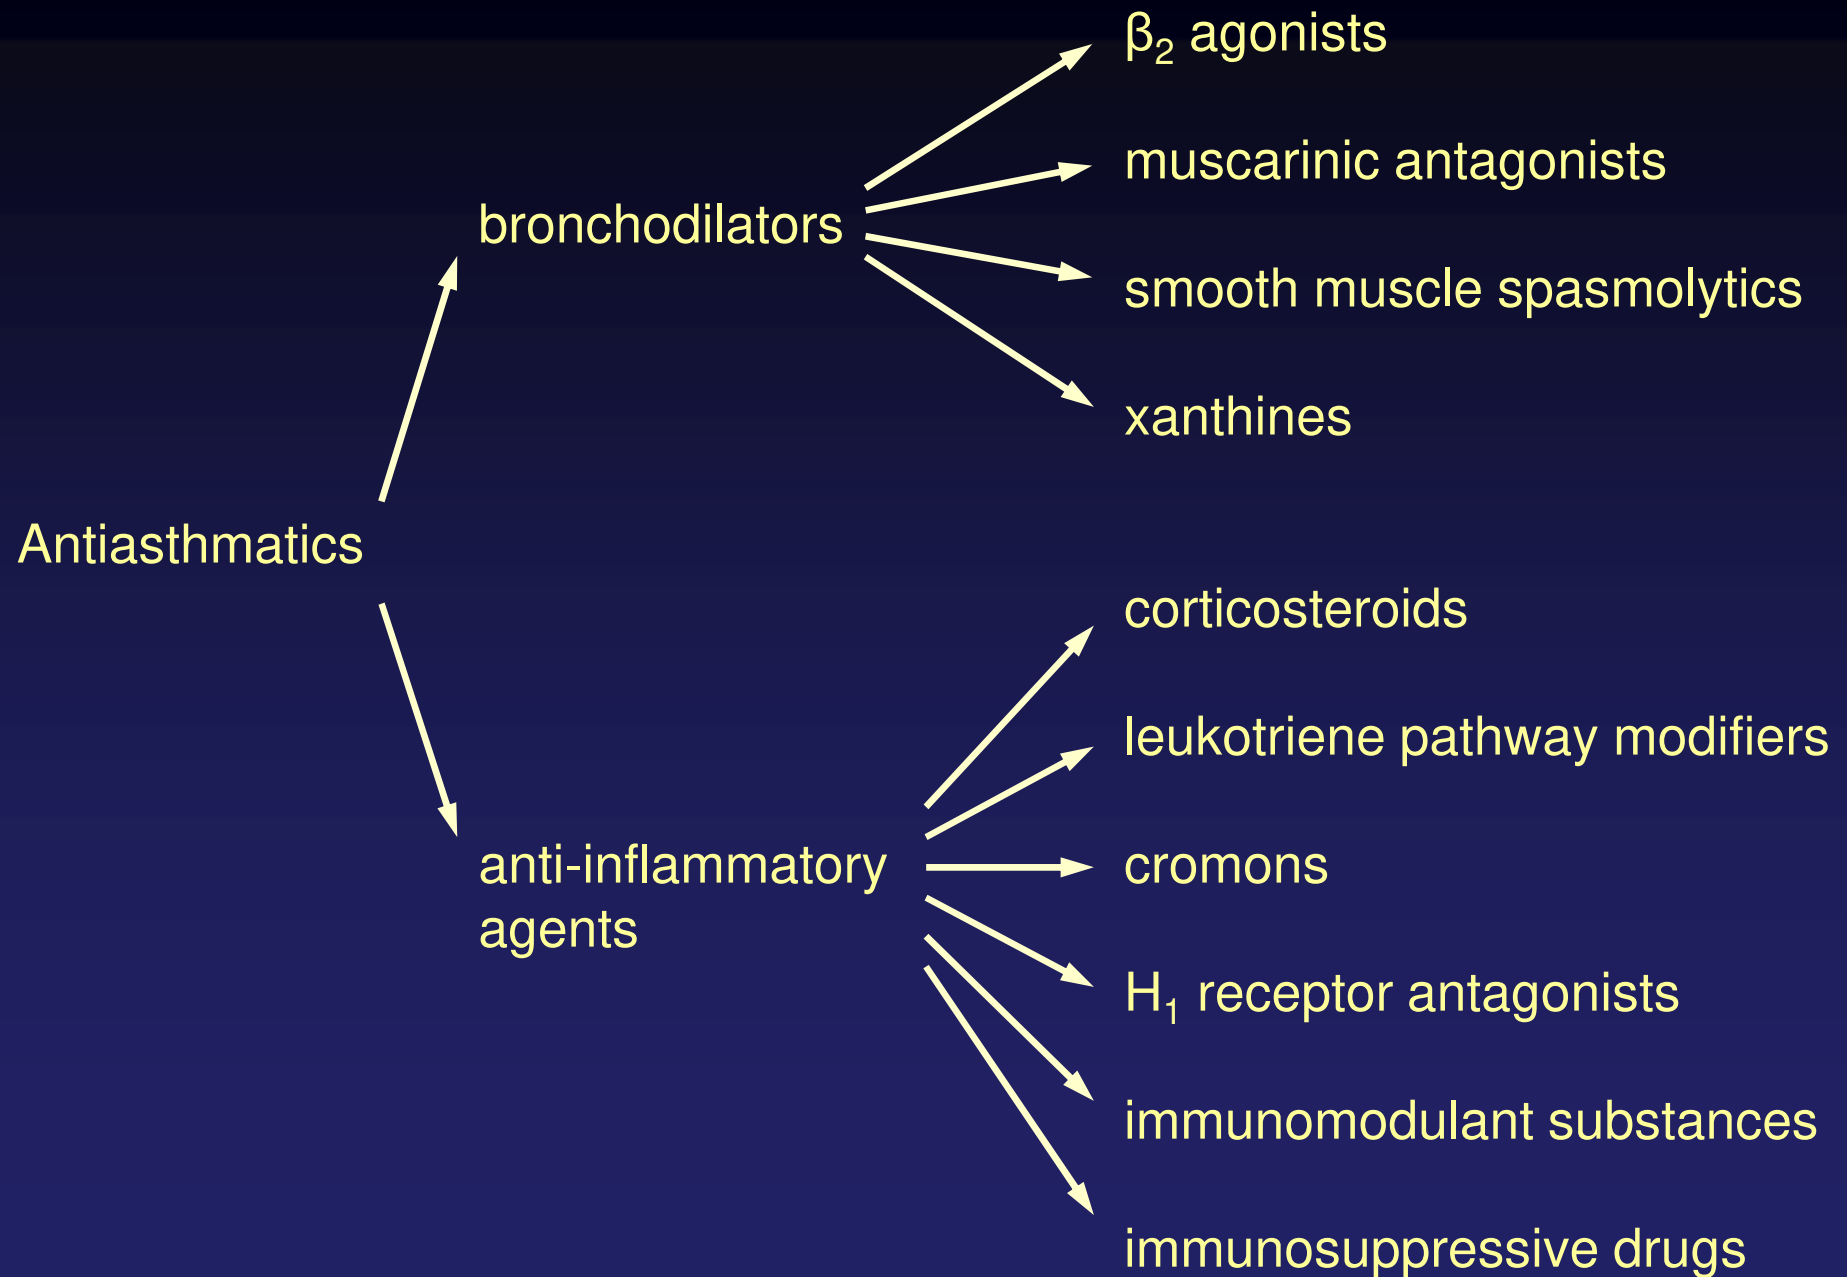 β₂ agonists
muscarinic antagonists
bronchodilators
smooth muscle spasmolytics
xanthines
Antiasthmatics
corticosteroids
leukotriene pathway modifiers
anti-inflammatory
agents
cromons
H₁ receptor antagonists
immunomodulant substances
immunosuppressive drugs